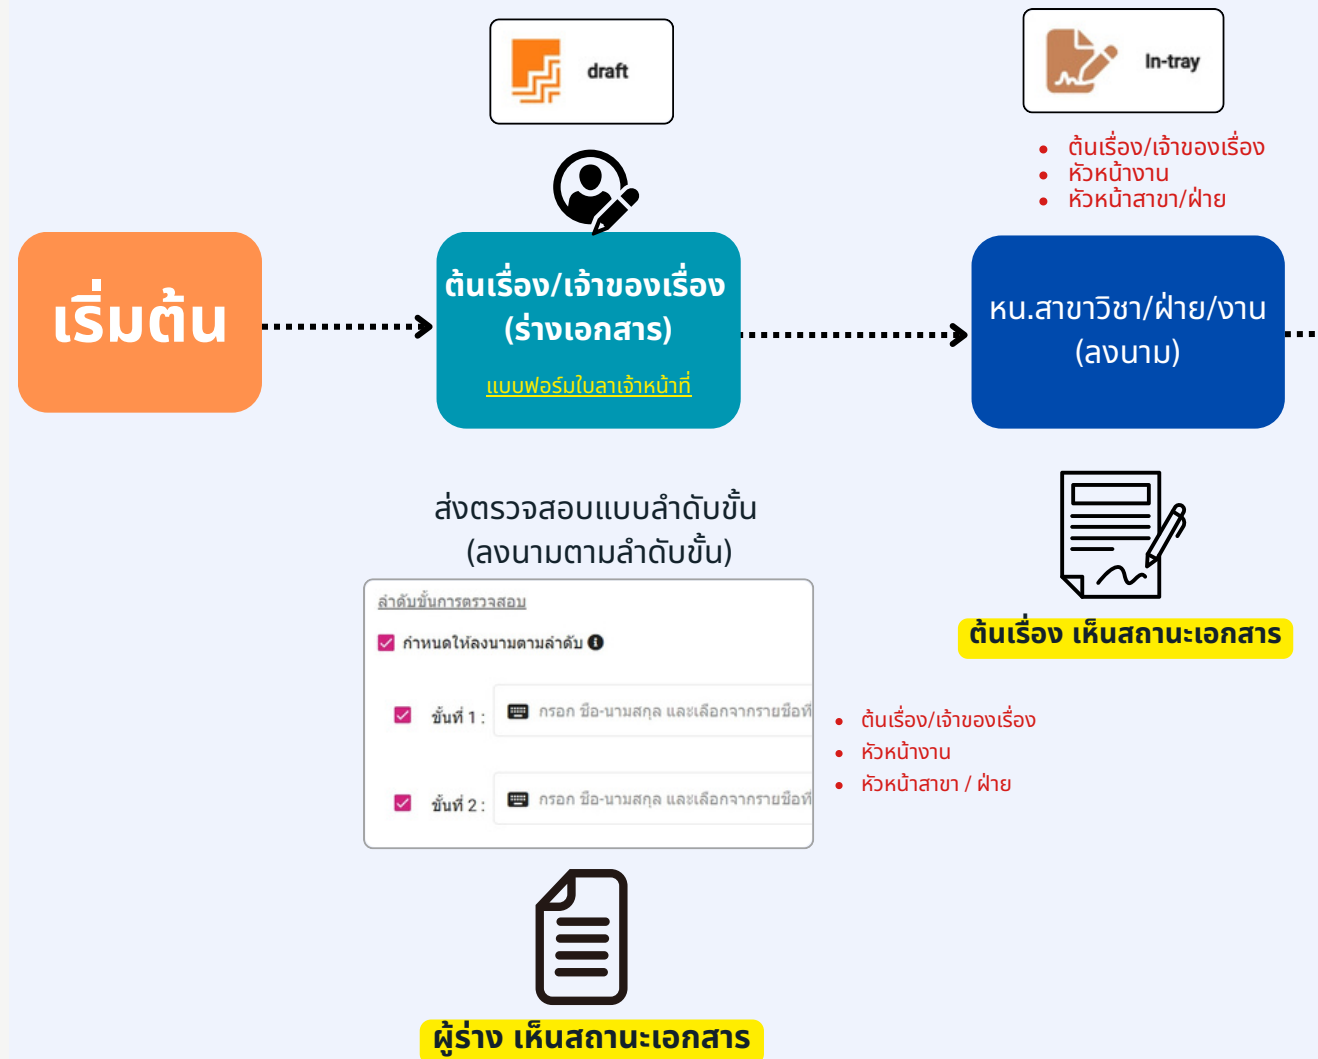 draft
In-tray
ต้นเรื่อง/เจ้าของเรื่อง
หัวหน้างาน
หัวหน้าสาขา/ฝ่าย
เริ่มต้น
ต้นเรื่อง/เจ้าของเรื่อง
(ร่างเอกสาร)
แบบฟอร์มใบลาเจ้าหน้าที่
หน.สาขาวิชา/ฝ่าย/งาน
(ลงนาม)
ส่งตรวจสอบแบบลำดับขั้น
(ลงนามตามลำดับขั้น)
ลำดับขั้นการตรวจสอบ
กำหนดให้ลงนามตามลำดับ
ขั้นที่ 1 : กรอก ชื่อ-นามสกุล และเลือกจากรายชื่อที่
ขั้นที่ 2 : กรอก ชื่อ-นามสกุล และเลือกจากรายชื่อที่
ต้นเรื่อง เห็นสถานะเอกสาร
ต้นเรื่อง/เจ้าของเรื่อง
หัวหน้างาน
หัวหน้าสาขา / ฝ่าย
ผู้ร่าง เห็นสถานะเอกสาร